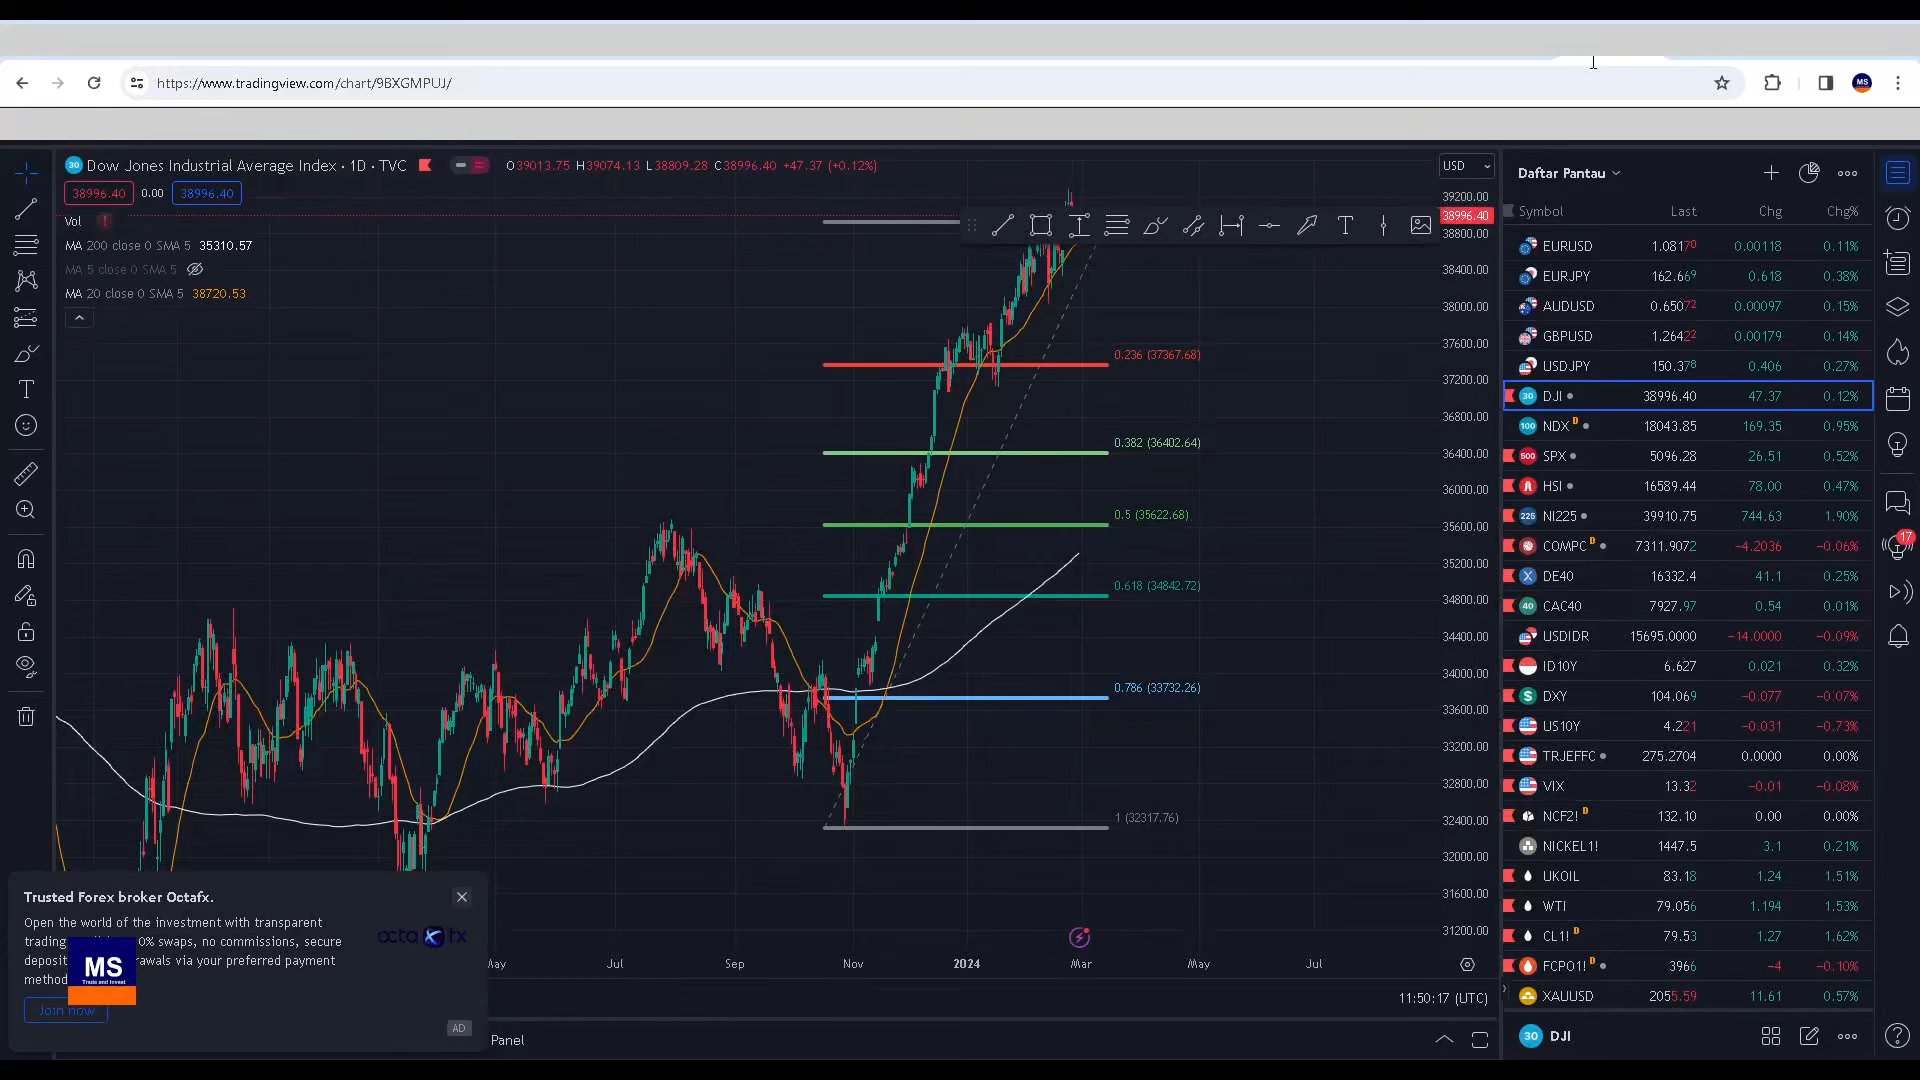 https://www.tradingview.com/chart/9BXGMPUJ/
MS
30 Dow Jones Industrial Average Index · 1D · TVC
O39013.75 H39074.13 L38809.28 C38996.40 +47.37 (+0.12%)
USD
38996.40 0.00 38996.40
Vol
MA 200 close 0 SMA 5 35310.57
MA 5 close 0 SMA 5
MA 20 close 0 SMA 5 38720.53
0.236 (37367.68)
0.382 (36402.64)
0.5 (35622.68)
0.618 (34842.72)
0.786 (33732.26)
1 (32317.76)
39200.00
38996.40
38800.00
38400.00
38000.00
37600.00
37200.00
36800.00
36400.00
36000.00
35600.00
35200.00
34800.00
34400.00
34000.00
33600.00
33200.00
32800.00
32400.00
32000.00
31600.00
31200.00
May Jul Sep Nov 2024 Mar May Jul
11:50:17 (UTC)
Panel
Trusted Forex broker Octafx.
Open the world of the investment with transparent
trading 0% swaps, no commissions, secure
deposit rawals via your preferred payment
method
octa fx
MS
Trade and Invest
Join now
AD
Daftar Pantau
Symbol Last Chg Chg%
EURUSD 1.08170 0.00118 0.11%
EURJPY 162.669 0.618 0.38%
AUDUSD 0.65072 0.00097 0.15%
GBPUSD 1.26422 0.00179 0.14%
USDJPY 150.378 0.406 0.27%
30 DJI 38996.40 47.37 0.12%
100 NDX D 18043.85 169.35 0.95%
500 SPX 5096.28 26.51 0.52%
HSI 16589.44 78.00 0.47%
225 NI225 39910.75 744.63 1.90%
COMPC D 7311.9072 −4.2036 −0.06%
X DE40 16332.4 41.1 0.25%
40 CAC40 7927.97 0.54 0.01%
USDIDR 15695.0000 −14.0000 −0.09%
ID10Y 6.627 0.021 0.32%
$ DXY 104.069 −0.077 −0.07%
US10Y 4.221 −0.031 −0.73%
TRJEFFC 275.2704 0.0000 0.00%
VIX 13.32 −0.01 −0.08%
NCF2! D 132.10 0.00 0.00%
NICKEL1! 1447.5 3.1 0.21%
UKOIL 83.18 1.24 1.51%
WTI 79.056 1.194 1.53%
CL1! D 79.53 1.27 1.62%
FCPO1! D 3966 −4 −0.10%
XAUUSD 2055.59 11.61 0.57%
30 DJI
17